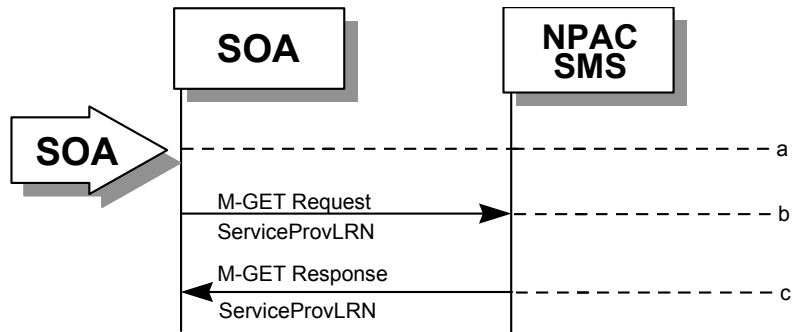 SOA
NPAC
SMS
SOA
a
M-GET Request
b
ServiceProvLRN
M-GET Response
c
ServiceProvLRN